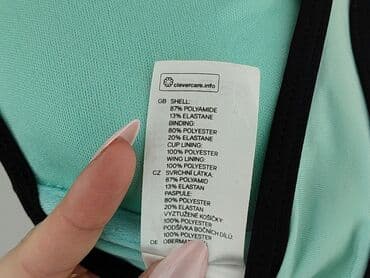 clevercare.info
GB SHELL:
87% POLYAMIDE
13% ELASTANE
BINDING:
80% POLYESTER
20% ELASTANE
CUP LINING:
100% POLYESTER
WING LINING:
100% POLYESTER
CZ SVRCHNÍ LÁTKA:
87% POLYAMID
13% ELASTAN
PASPULE:
80% POLYESTER
20% ELASTAN
VYZTUŽENÉ KOŠÍČKY:
100% POLYESTER
PODŠÍVKA BOČNÍCH DÍLŮ:
100% POLYESTER
DE OBERMATERIAL